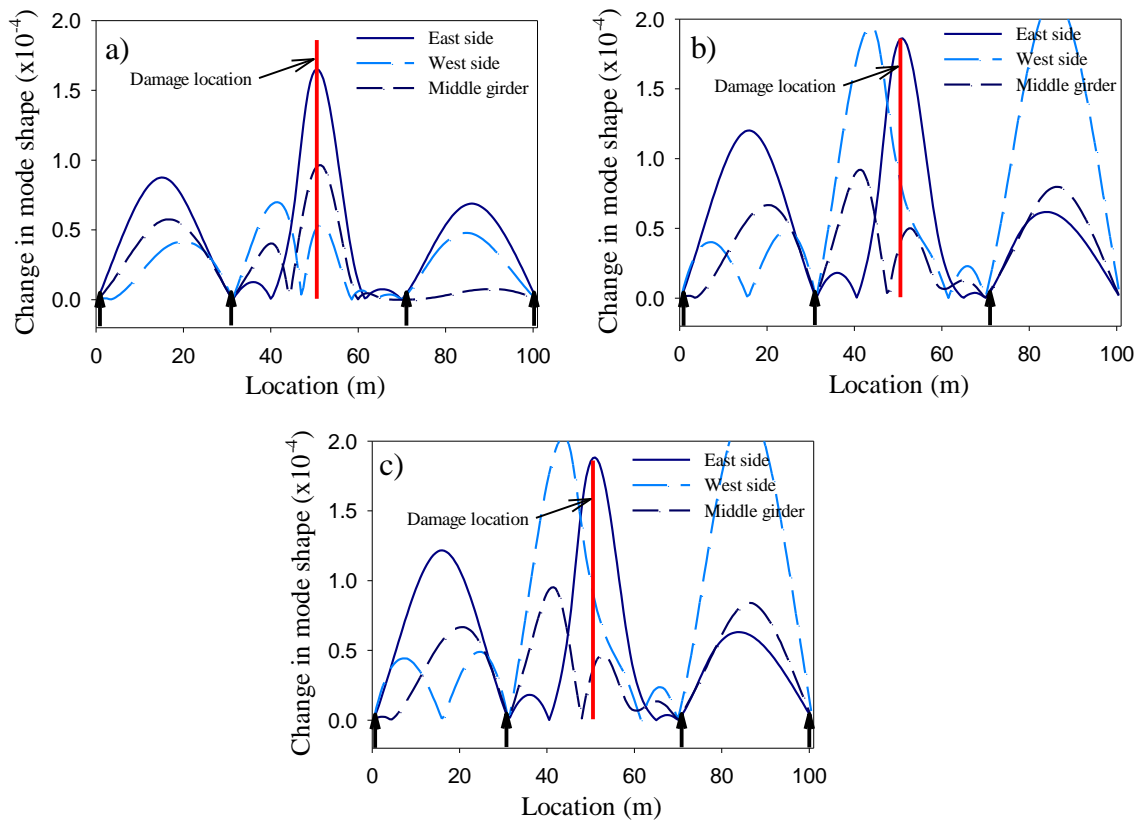 a)
Change in mode shape (x10-4)
2.0
1.5
1.0
0.5
0.0
East side
West side
Middle girder
Damage location
0 20 40 60 80 100
Location (m)
b)
Change in mode shape (x10-4)
2.0
1.5
1.0
0.5
0.0
East side
West side
Middle girder
Damage location
0 20 40 60 80 100
Location (m)
c)
Change in mode shape (x10-4)
2.0
1.5
1.0
0.5
0.0
East side
West side
Middle girder
Damage location
0 20 40 60 80 100
Location (m)